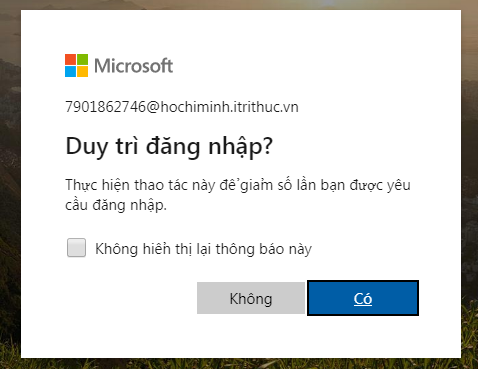 Microsoft
7901862746@hochiminh.itrithuc.vn
Duy trì đăng nhập?
Thực hiện thao tác này để giảm số lần bạn được yêu
cầu đăng nhập.
Không hiển thị lại thông báo này
Không
Có